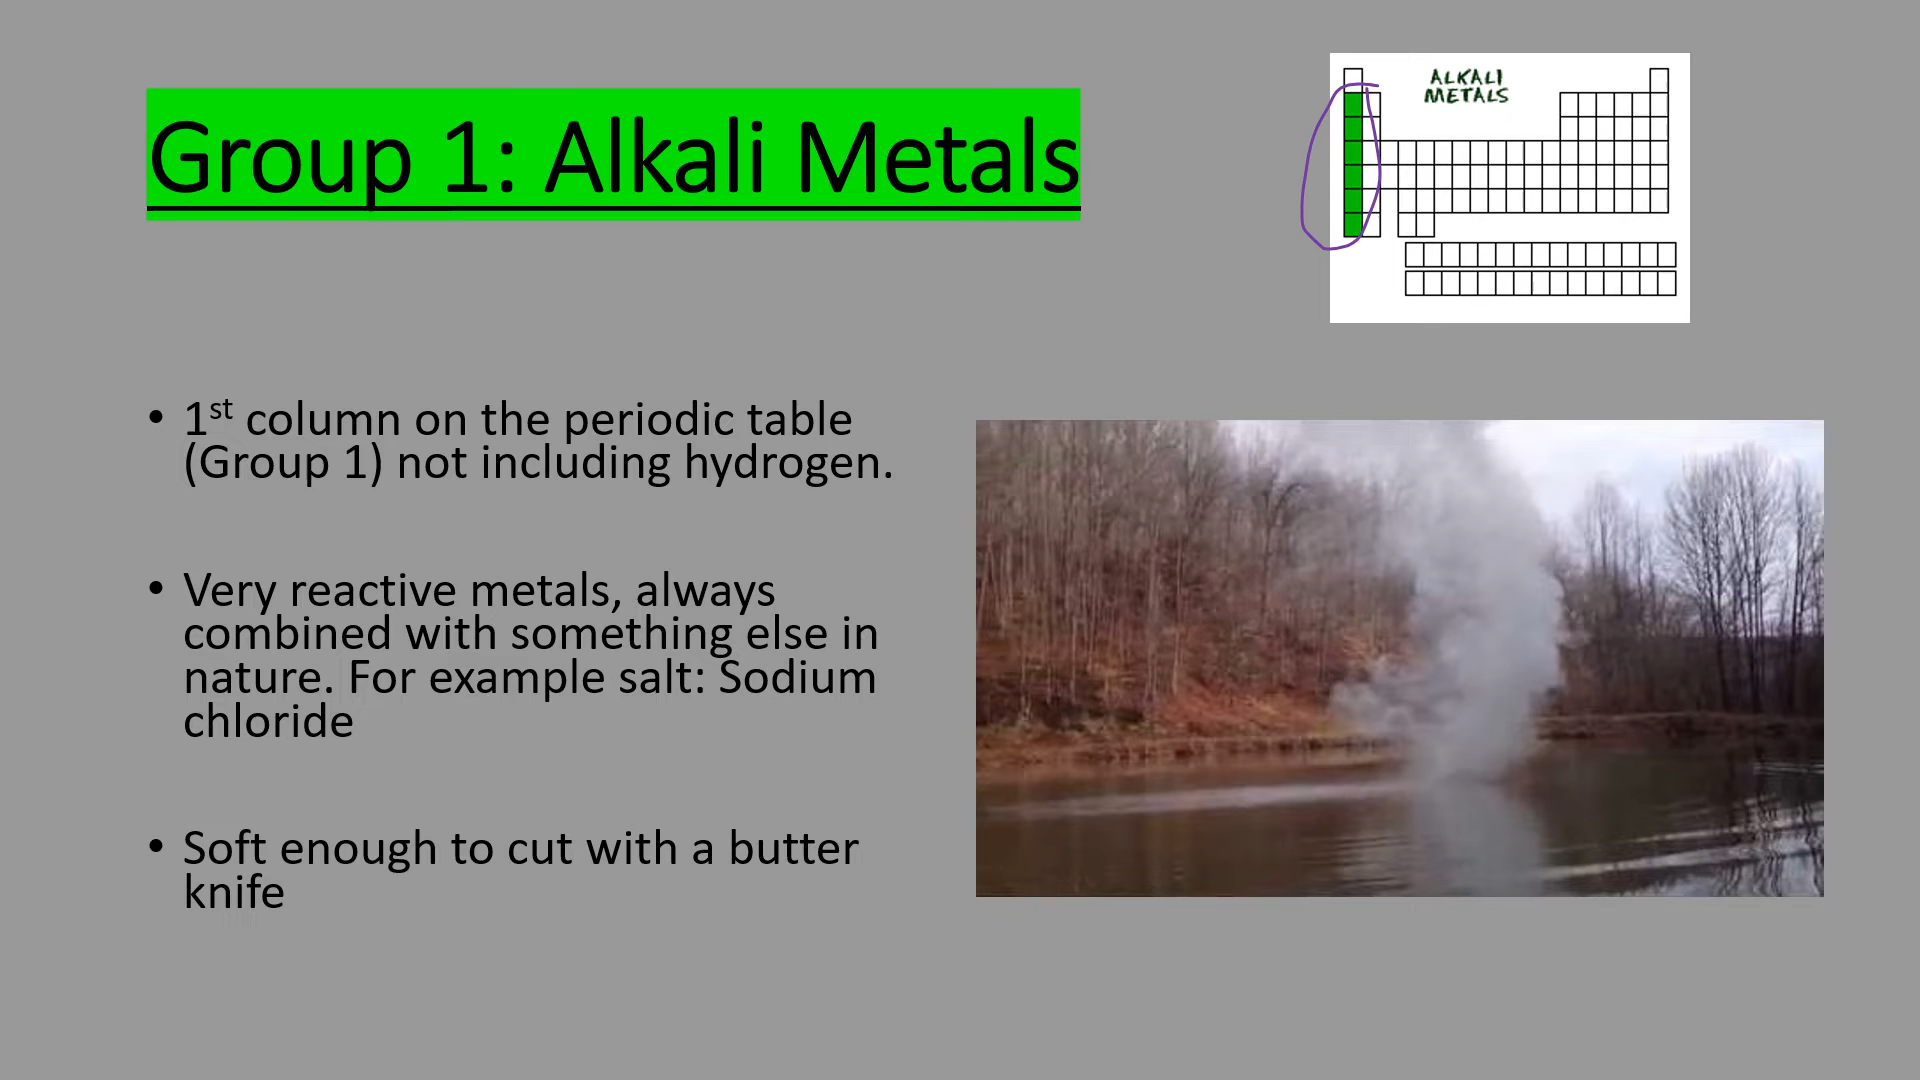 Group 1: Alkali Metals
ALKALI
METALS
• 1st column on the periodic table
(Group 1) not including hydrogen.
• Very reactive metals, always
combined with something else in
nature. For example salt: Sodium
chloride
• Soft enough to cut with a butter
knife